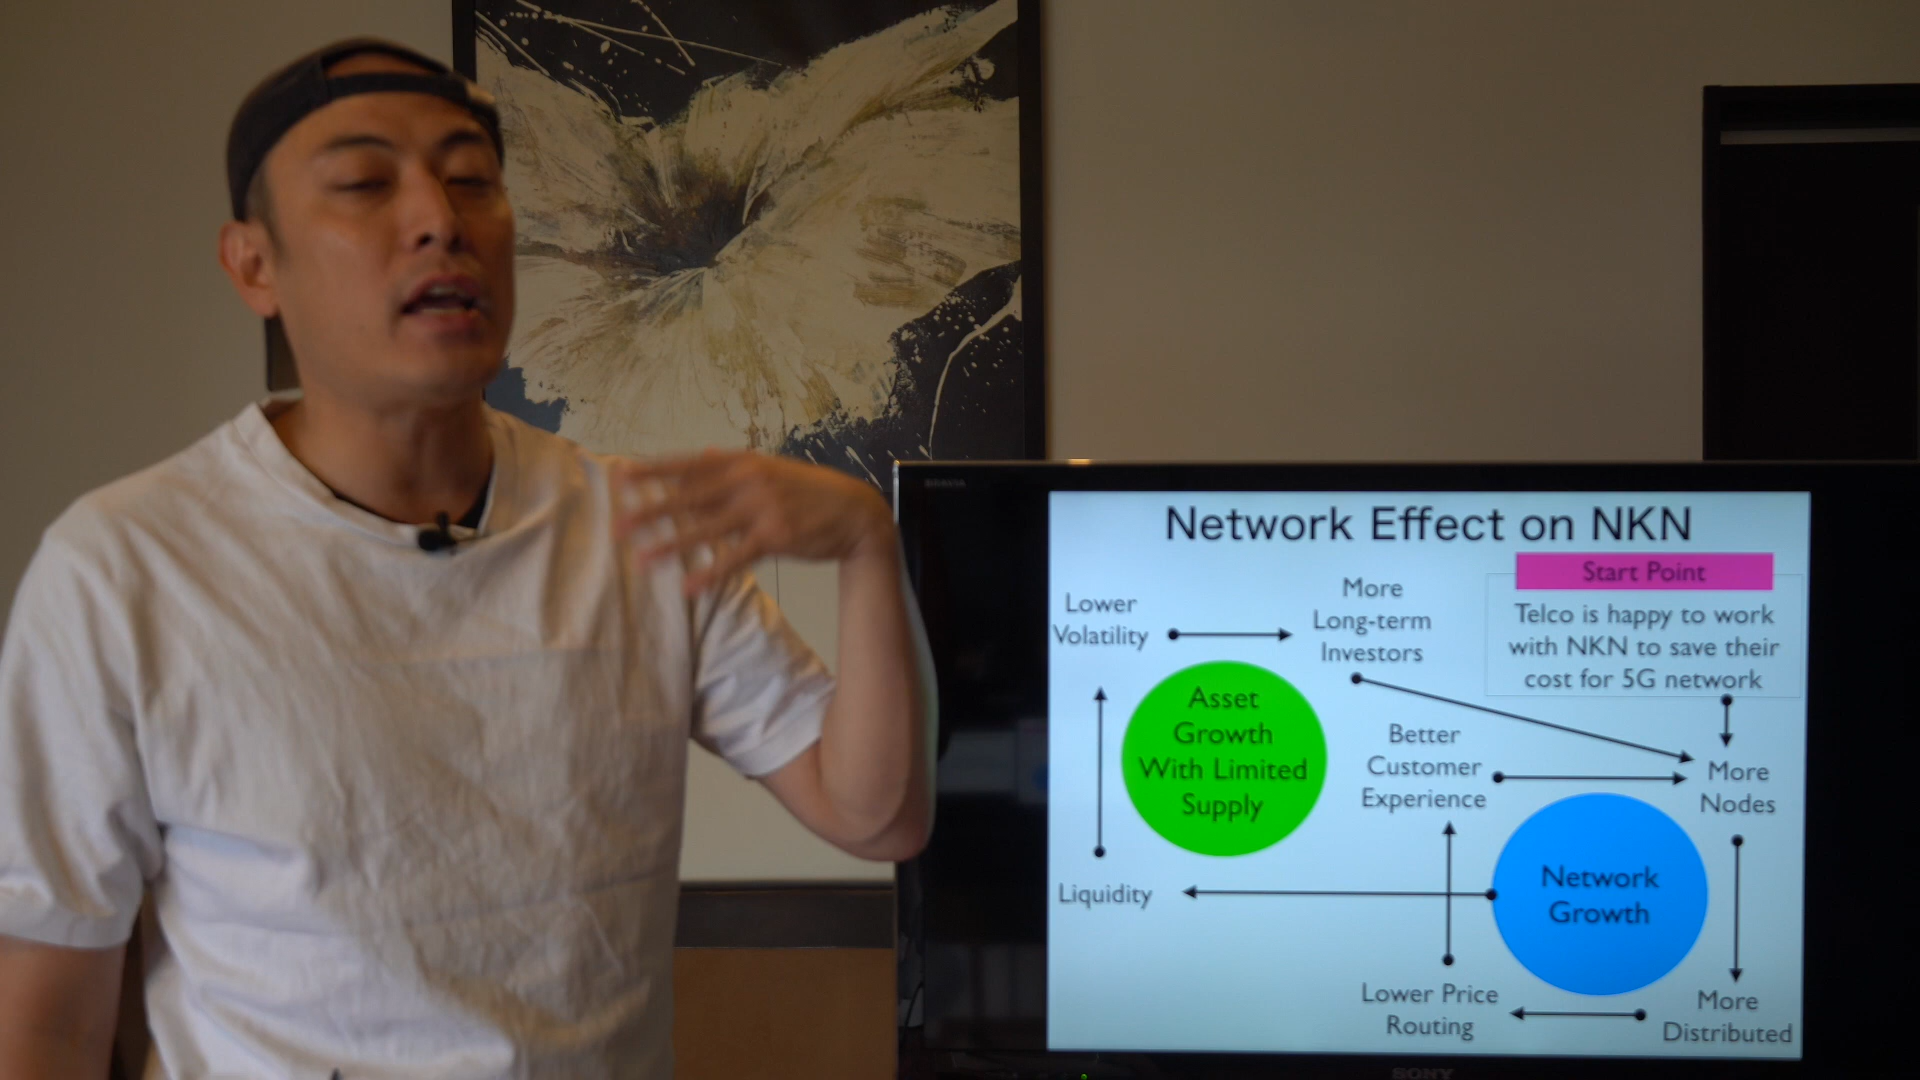 BRAVIA
Network Effect on NKN
Start Point
Telco is happy to work
with NKN to save their
cost for 5G network
More
Long-term
Investors
Lower
Volatility
Asset
Growth
With Limited
Supply
Better
Customer
Experience
More
Nodes
Liquidity
Network
Growth
Lower Price
Routing
More
Distributed
SONY